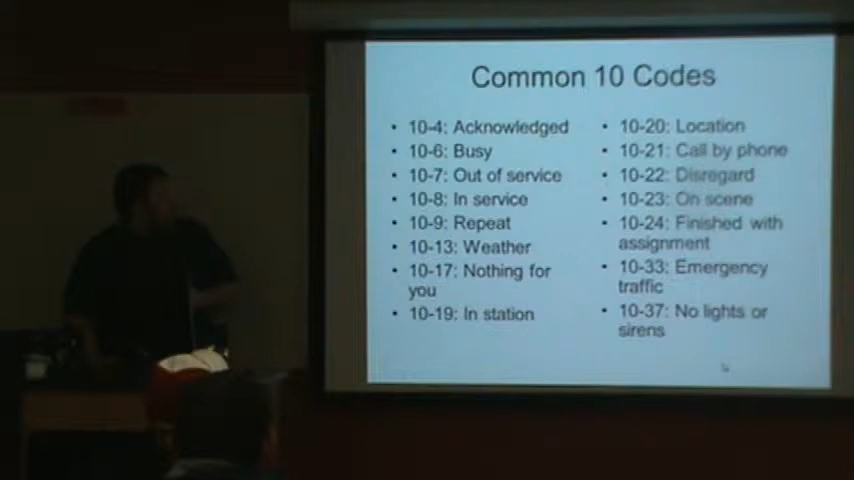 Common 10 Codes
• 10-4: Acknowledged
• 10-6: Busy
• 10-7: Out of service
• 10-8: In service
• 10-9: Repeat
• 10-13: Weather
• 10-17: Nothing for
you
• 10-19: In station
• 10-20: Location
• 10-21: Call by phone
• 10-22: Disregard
• 10-23: On scene
• 10-24: Finished with
assignment
• 10-33: Emergency
traffic
• 10-37: No lights or
sirens